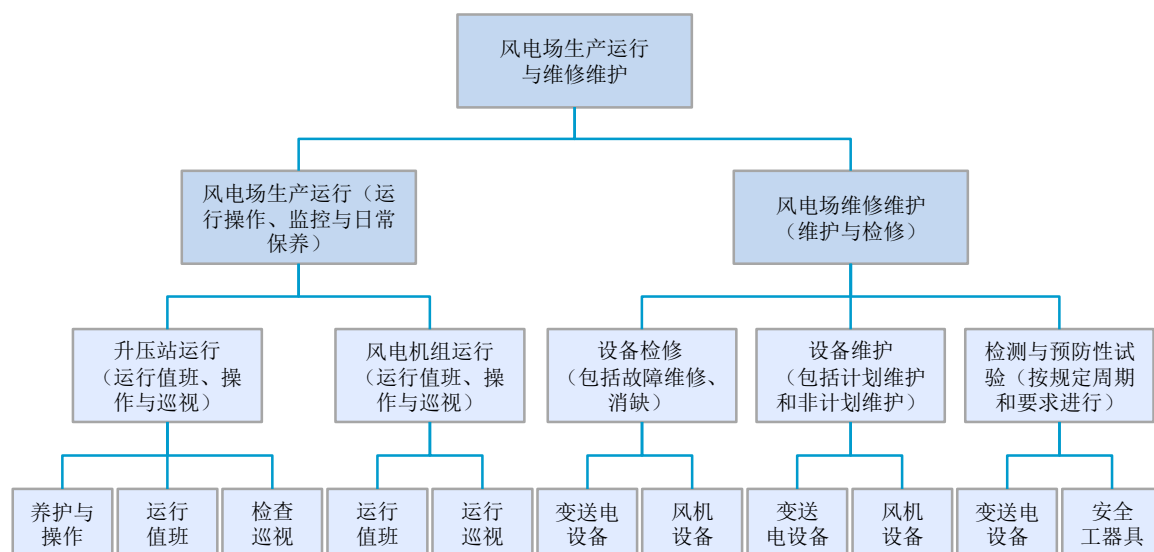 风电场生产运行
与维修维护
风电场生产运行（运
行操作、监控与日常
保养）
风电场维修维护
（维护与检修）
升压站运行
（运行值班、操
作与巡视）
风电机组运行
（运行值班、操
作与巡视）
设备检修
（包括故障维修、
消缺）
设备维护
（包括计划维护
和非计划维护）
检测与预防性试
验（按规定周期
和要求进行）
养护与
操作
运行
值班
检查
巡视
运行
值班
运行
巡视
变送电
设备
风机
设备
变送
电设备
风机
设备
变送电
设备
安全
工器具